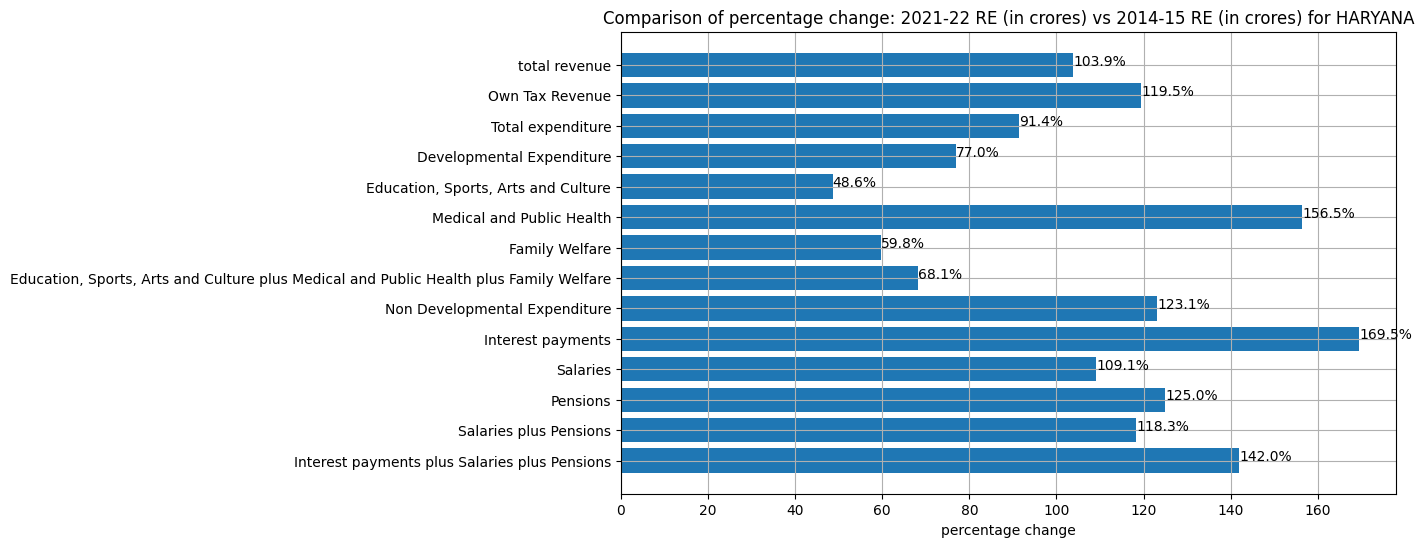 Comparison of percentage change: 2021-22 RE (in crores) vs 2014-15 RE (in crores) for HARYANA
total revenue 103.9%
Own Tax Revenue 119.5%
Total expenditure 91.4%
Developmental Expenditure 77.0%
Education, Sports, Arts and Culture 48.6%
Medical and Public Health 156.5%
Family Welfare 59.8%
Education, Sports, Arts and Culture plus Medical and Public Health plus Family Welfare 68.1%
Non Developmental Expenditure 123.1%
Interest payments 169.5%
Salaries 109.1%
Pensions 125.0%
Salaries plus Pensions 118.3%
Interest payments plus Salaries plus Pensions 142.0%
0 20 40 60 80 100 120 140 160
percentage change